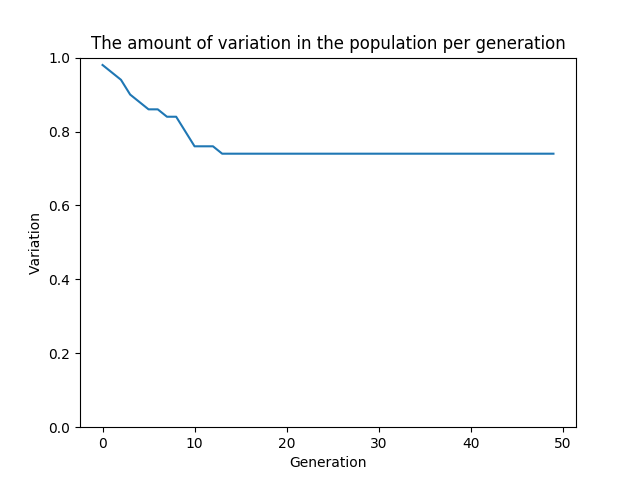 The amount of variation in the population per generation
1.0
0.8
0.6
0.4
0.2
0.0
Variation
0 10 20 30 40 50
Generation